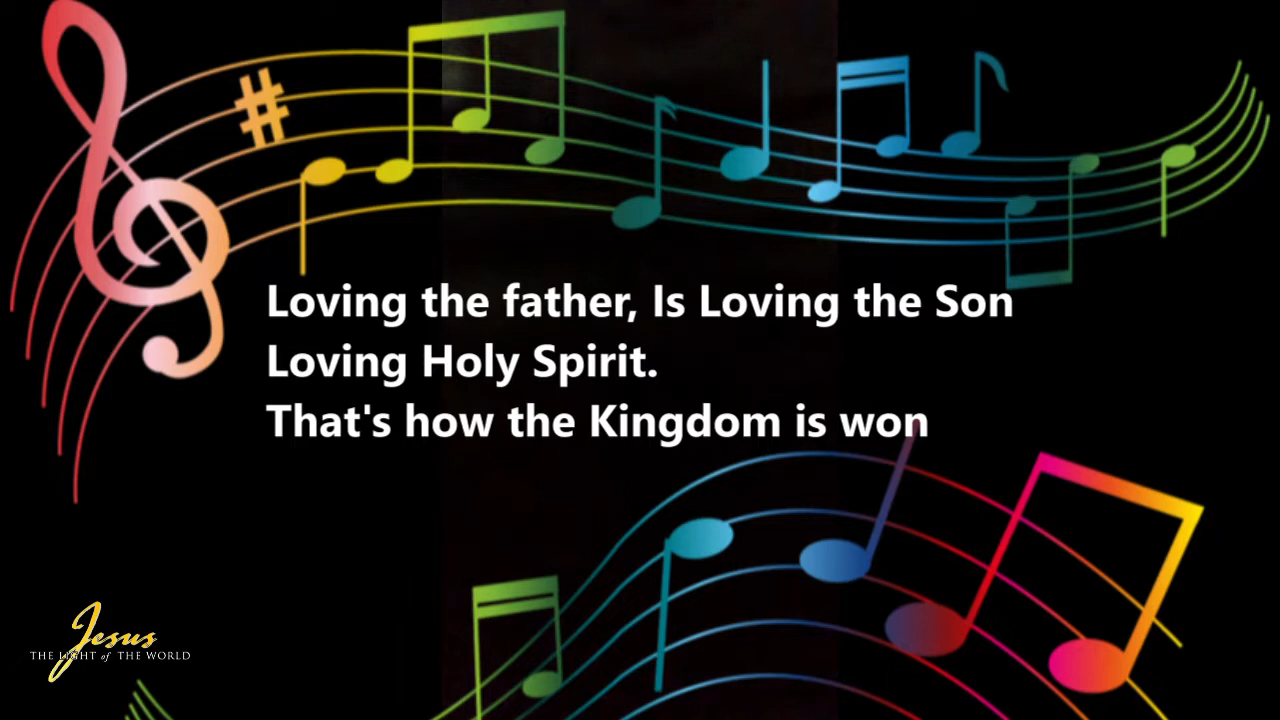 Loving the father, Is Loving the Son
Loving Holy Spirit.
That's how the Kingdom is won
Jesus
THE LIGHT of THE WORLD